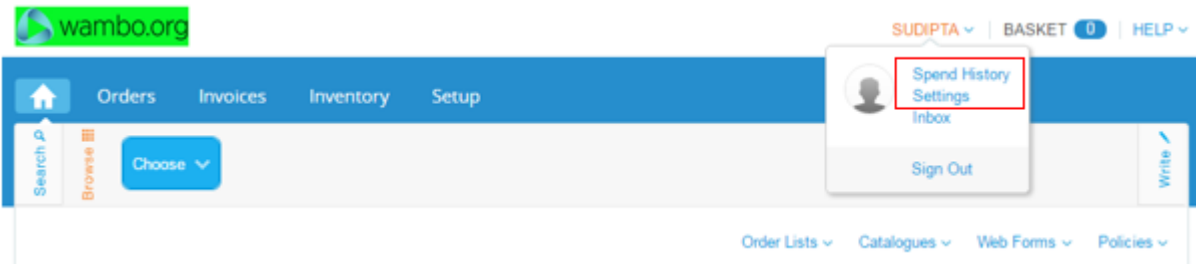 wambo.org
SUDIPTA BASKET 0 HELP
Spend History
Settings
Inbox
Sign Out
Orders Invoices Inventory Setup
Search
Browse
Choose
Write
Order Lists Catalogues Web Forms Policies